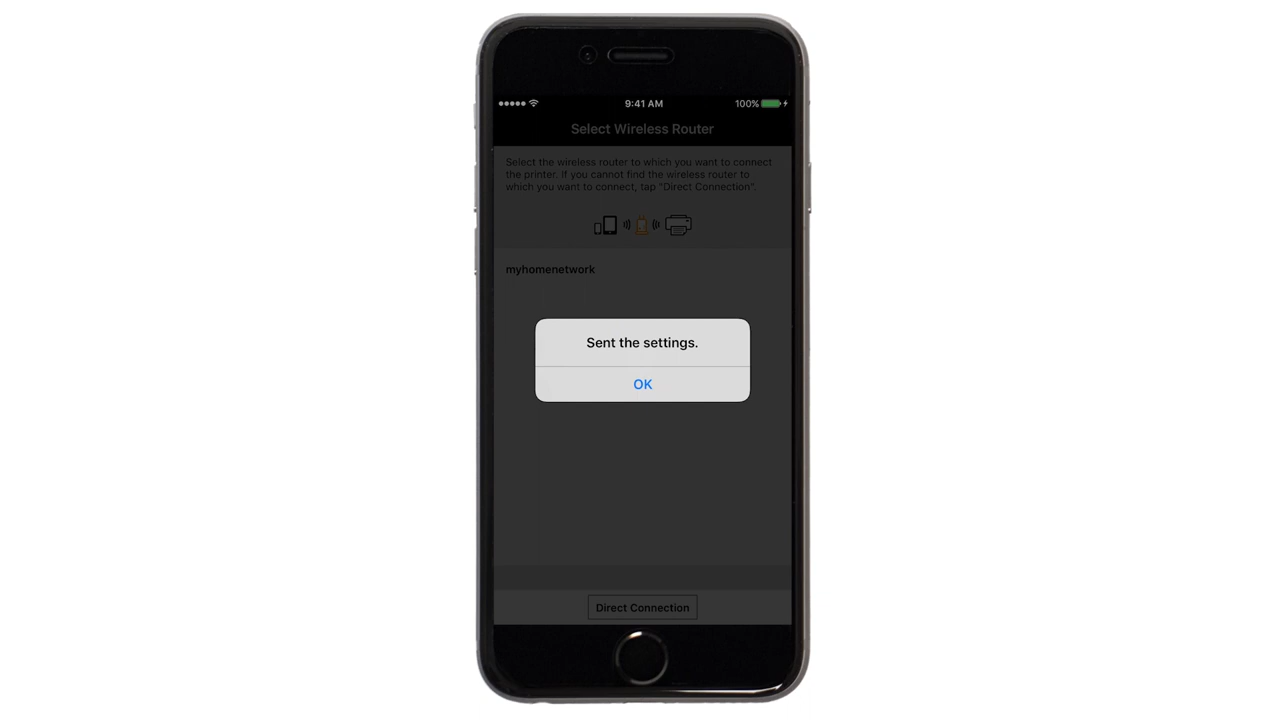 9:41 AM
100%
Select Wireless Router
Select the wireless router to which you want to connect
the printer. If you cannot find the wireless router to
which you want to connect, tap "Direct Connection".
myhomenetwork
Sent the settings.
OK
Direct Connection